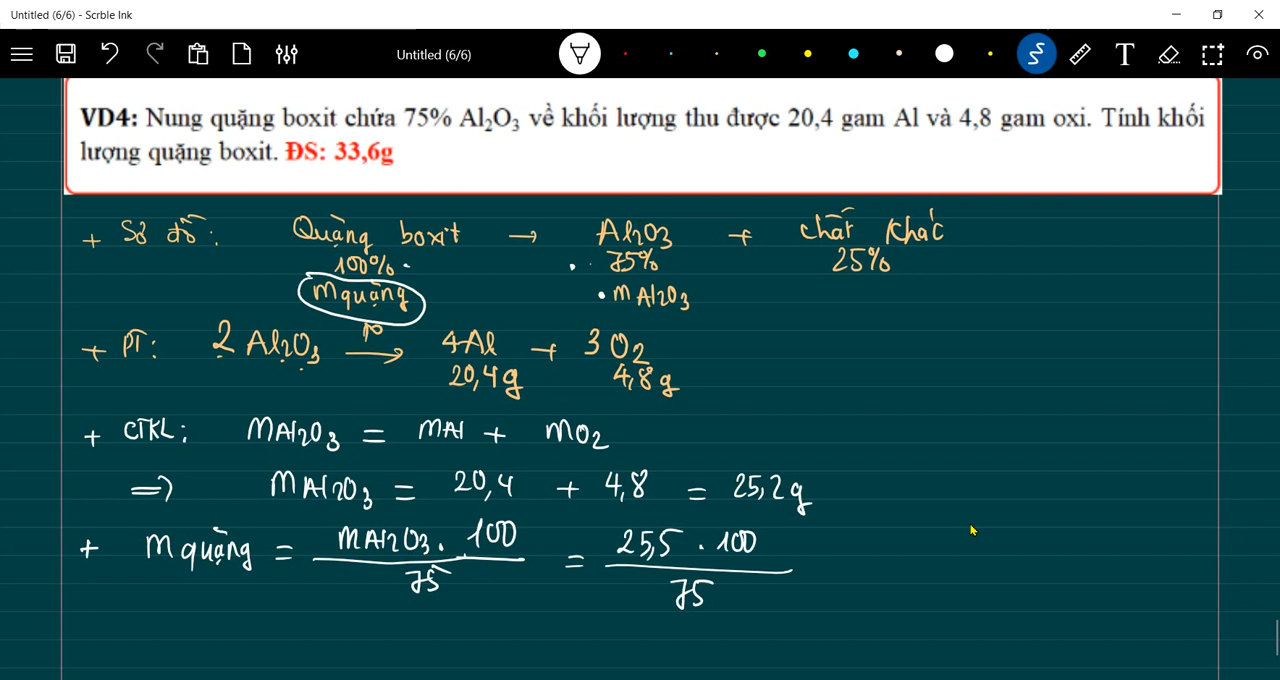 Untitled (6/6) - Scrble Ink
Untitled (6/6)
T
VD4: Nung quặng boxit chứa 75% Al₂O₃ về khối lượng thu được 20,4 gam Al và 4,8 gam oxi. Tính khối
lượng quặng boxit. ĐS: 33,6g
+ Sơ đồ: Quặng boxit → Al₂O₃ + chất khác
100% 75% 25%
mquặng mAl₂O₃
+ PT: 2 Al₂O₃ →(t°) 4Al + 3O₂
20,4g 4,8g
+ CTKL: mAl₂O₃ = mAl + mO₂
=> mAl₂O₃ = 20,4 + 4,8 = 25,2g
+ mquặng = mAl₂O₃ . 100 / 75 = 25,5 . 100 / 75